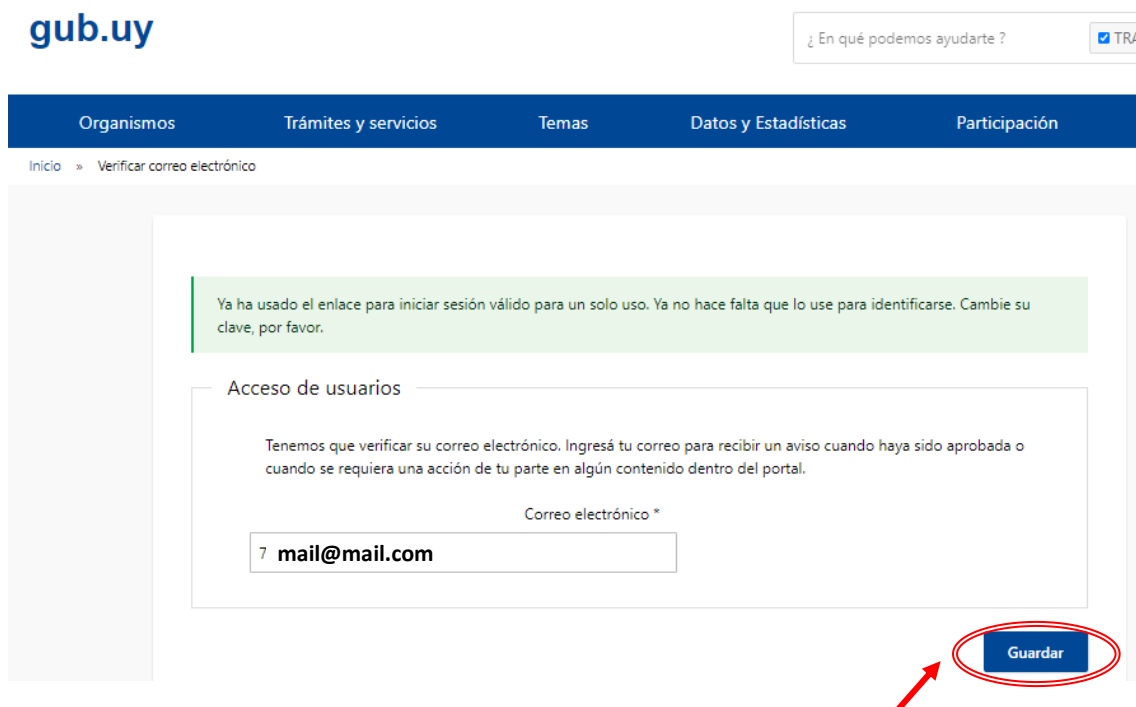 gub.uy
¿ En qué podemos ayudarte ?
TRA
Organismos Trámites y servicios Temas Datos y Estadísticas Participación
Inicio » Verificar correo electrónico
Ya ha usado el enlace para iniciar sesión válido para un solo uso. Ya no hace falta que lo use para identificarse. Cambie su
clave, por favor.
Acceso de usuarios
Tenemos que verificar su correo electrónico. Ingresá tu correo para recibir un aviso cuando haya sido aprobada o
cuando se requiera una acción de tu parte en algún contenido dentro del portal.
Correo electrónico *
7 mail@mail.com
Guardar